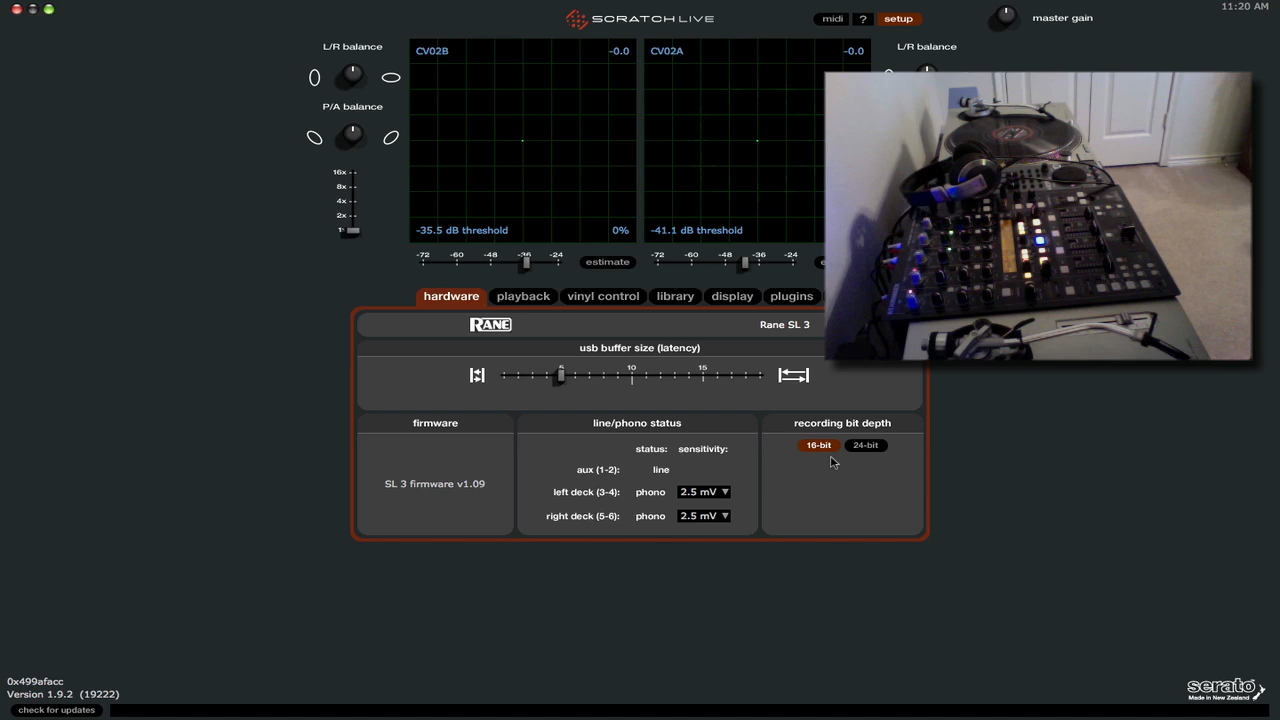 11:20 AM
SCRATCHLIVE
midi ? setup
master gain
L/R balance
L/R balance
CV02B -0.0
CV02A -0.0
P/A balance
16x
8x
4x
2x
-35.5 dB threshold 0%
-41.1 dB threshold
-72 -60 -48 -36 -24
-72 -60 -48 -36 -24
estimate
hardware playback vinyl control library display plugins
RANE
Rane SL 3
usb buffer size (latency)
5 10 15
firmware
line/phono status
recording bit depth
status: sensitivity:
16-bit 24-bit
aux (1-2): line
SL 3 firmware v1.09
left deck (3-4): phono 2.5 mV
right deck (5-6): phono 2.5 mV
0x499afacc
Version 1.9.2 (19222)
check for updates
serato
Made in New Zealand